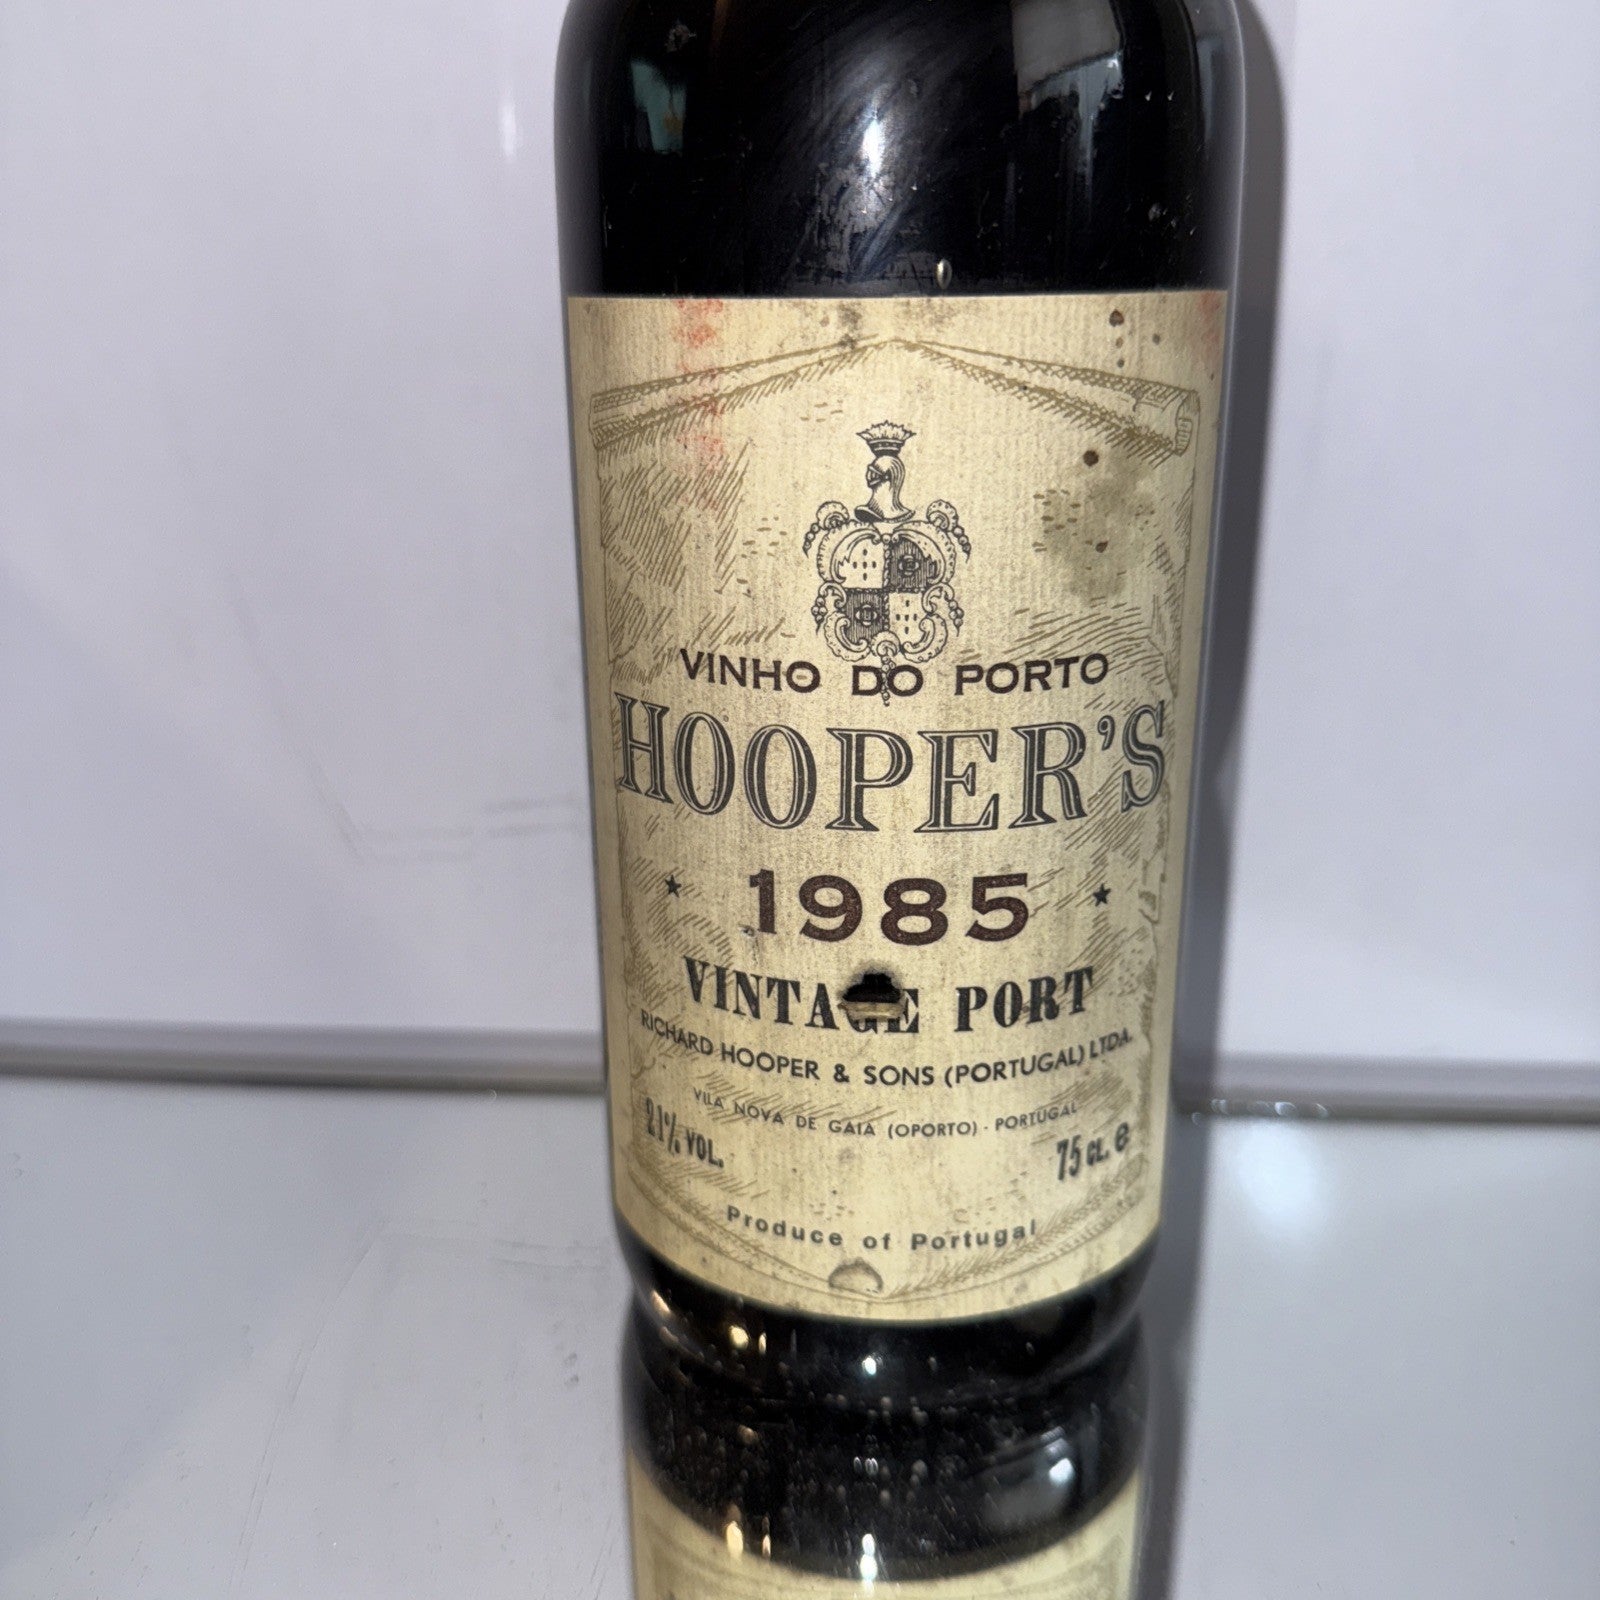 VINHO DO PORTO
HOOPER'S
★ 1985 ★
VINTAGE PORT
RICHARD HOOPER & SONS (PORTUGAL) LTDA.
VILA NOVA DE GAIA (OPORTO) - PORTUGAL
21% VOL. 75 CL. e
Produce of Portugal